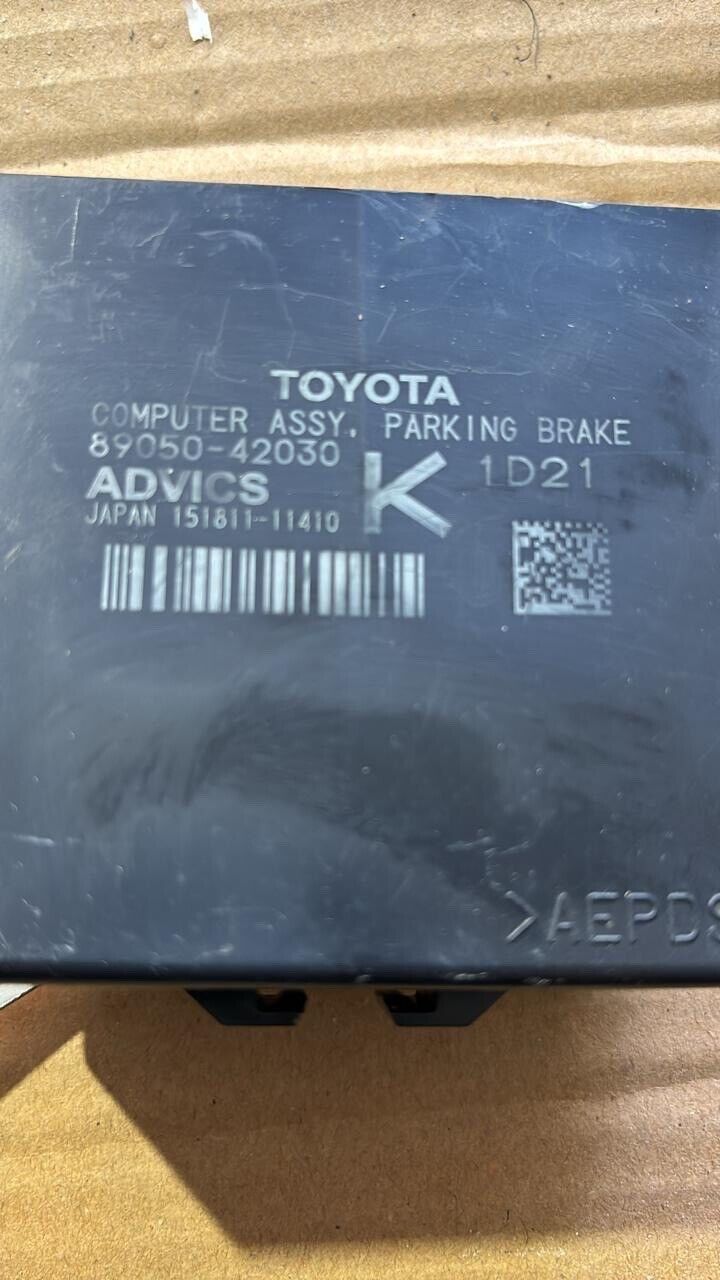 TOYOTA
COMPUTER ASSY, PARKING BRAKE
89050-42030
ADVICS K 1D21
JAPAN 151811-11410
>AEPDS